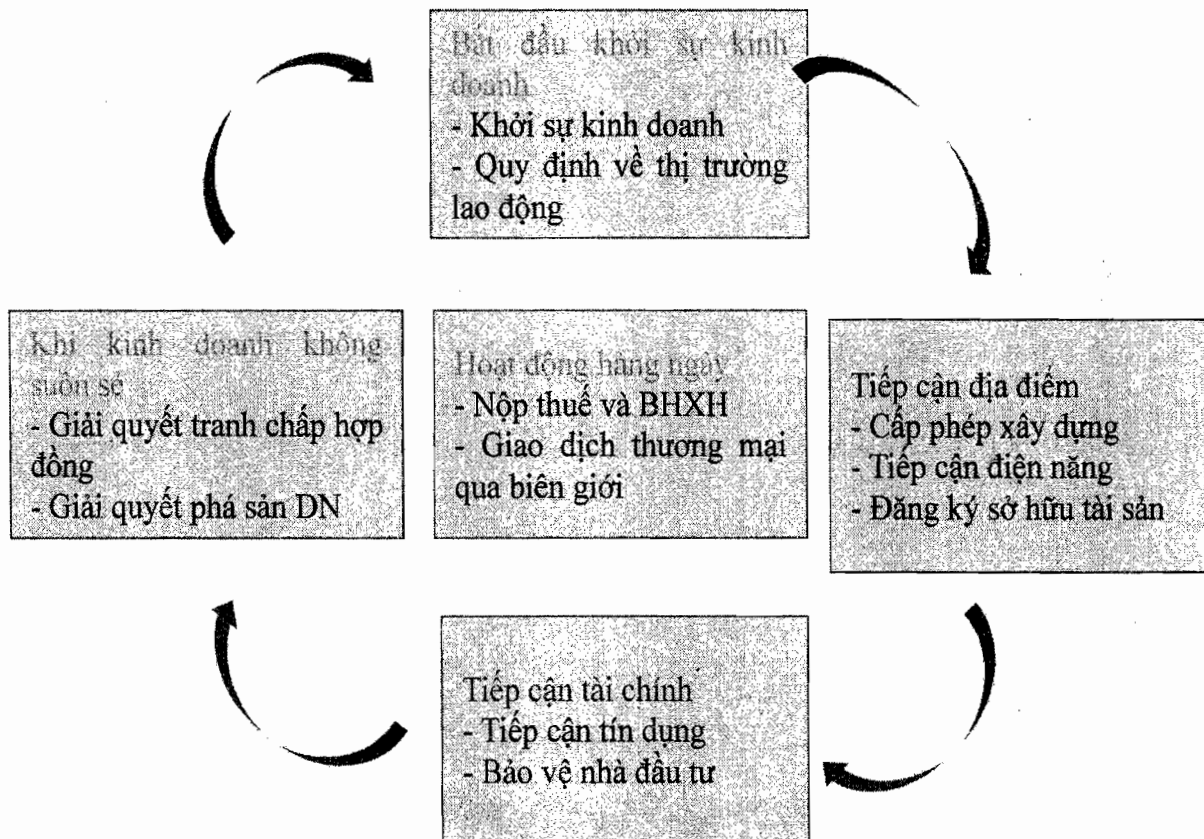 Bắt đầu khởi sự kinh
doanh
- Khởi sự kinh doanh
- Quy định về thị trường
lao động
Khi kinh doanh không
suôn sẻ
- Giải quyết tranh chấp hợp
đồng
- Giải quyết phá sản DN
Hoạt động hàng ngày
- Nộp thuế và BHXH
- Giao dịch thương mại
qua biên giới
Tiếp cận địa điểm
- Cấp phép xây dựng
- Tiếp cận điện năng
- Đăng ký sở hữu tài sản
Tiếp cận tài chính
- Tiếp cận tín dụng
- Bảo vệ nhà đầu tư